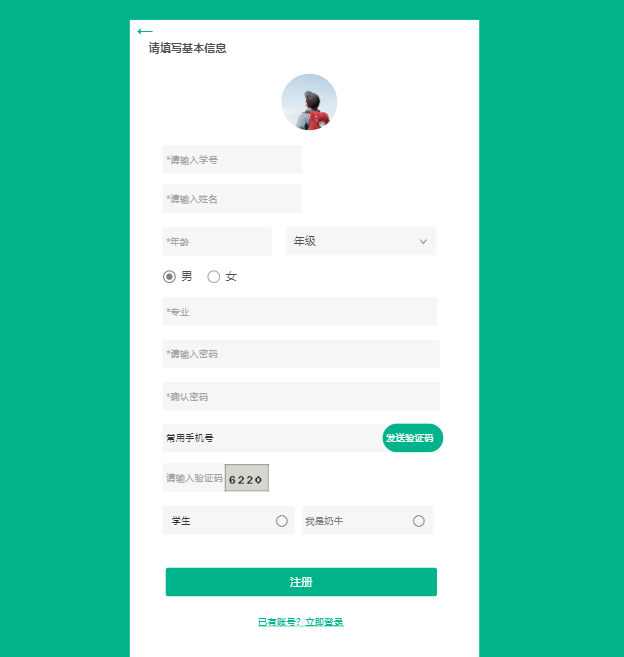 请填写基本信息
*请输入学号
*请输入姓名
*年龄 年级
男 女
*专业
*请输入密码
*确认密码
常用手机号 发送验证码
请输入验证码 6220
学生 我是奶牛
注册
已有账号？立即登录